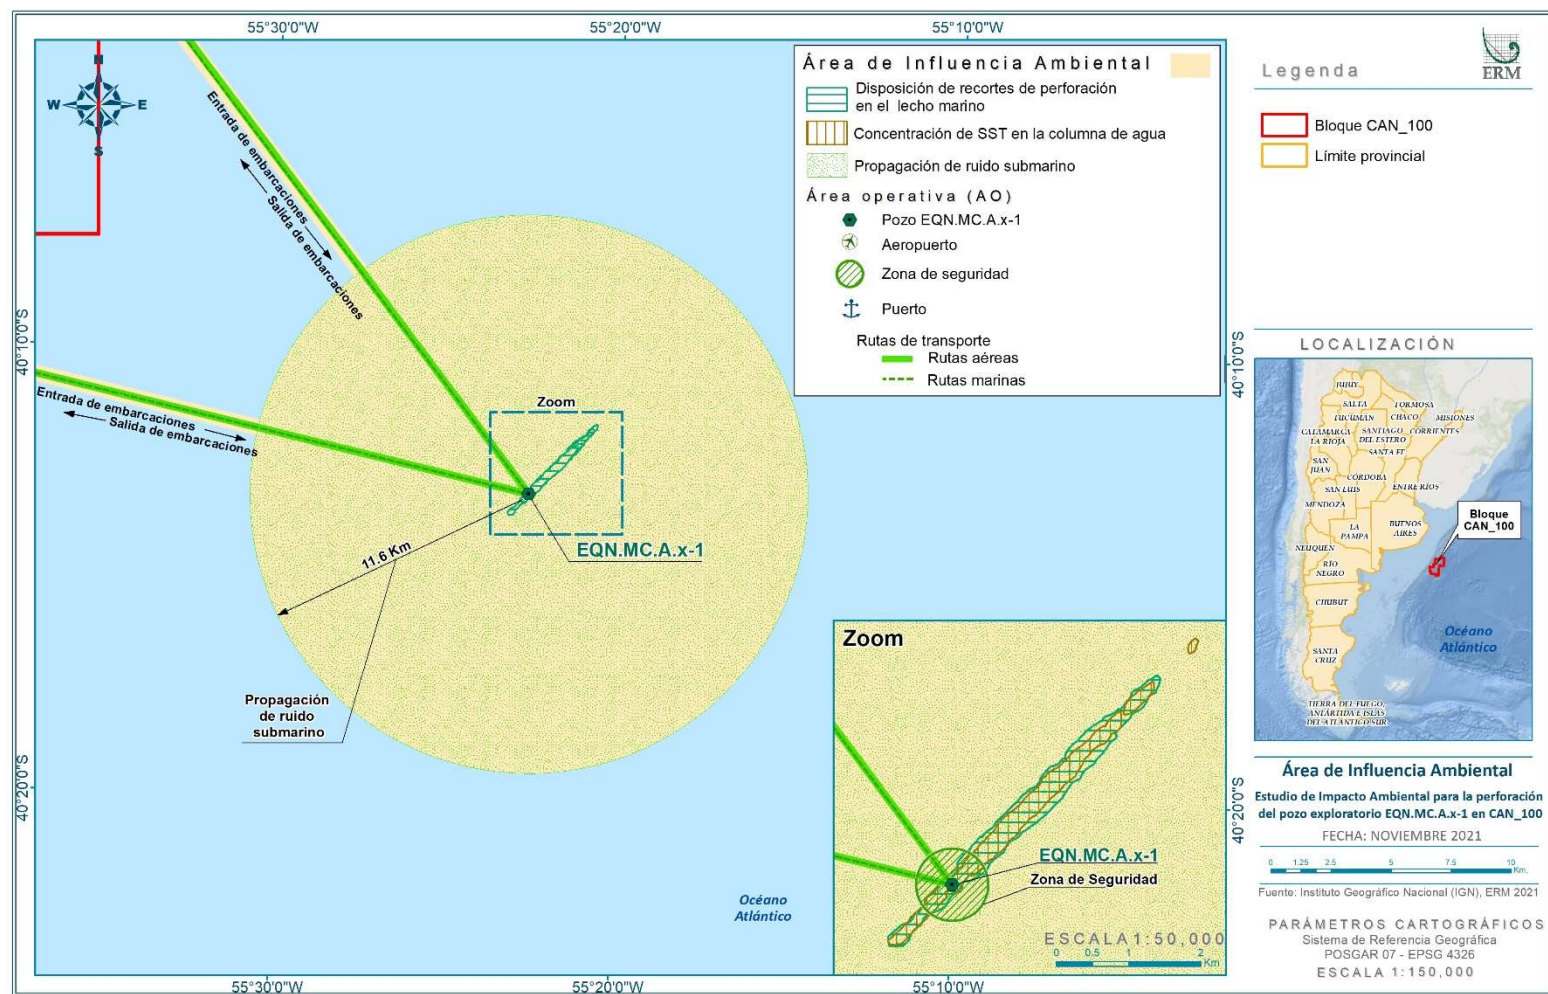 55°30'0"W
55°20'0"W
55°10'0"W
N
W
E
S
Entrada de embarcaciones
Salida de embarcaciones
40°10'0"S
Entrada de embarcaciones
Salida de embarcaciones
Zoom
EQN.MC.A.x-1
11.6 Km
Propagación
de ruido
submarino
40°20'0"S
Océano
Atlántico
55°30'0"W
55°20'0"W
55°10'0"W
Área de Influencia Ambiental
Disposición de recortes de perforación
en el lecho marino
Concentración de SST en la columna de agua
Propagación de ruido submarino
Área operativa (AO)
Pozo EQN.MC.A.x-1
Aeropuerto
Zona de seguridad
Puerto
Rutas de transporte
Rutas aéreas
Rutas marinas
40°10'0"S
40°20'0"S
Zoom
EQN.MC.A.x-1
Zona de Seguridad
ESCALA 1:50,000
0 0.5 1 2
Km
Legenda
ERM
Bloque CAN_100
Límite provincial
LOCALIZACIÓN
JUJUY
SALTA
FORMOSA
TUCUMÁN
CHACO
MISIONES
CATAMARCA
SANTIAGO
DEL ESTERO
CORRIENTES
LA RIOJA
SANTA FE
SAN
JUAN
CÓRDOBA
SAN LUIS
ENTRE RÍOS
MENDOZA
LA
PAMPA
BUENOS
AIRES
Bloque
CAN_100
NEUQUÉN
RÍO
NEGRO
CHUBUT
SANTA
CRUZ
Océano
Atlántico
TIERRA DEL FUEGO,
ANTÁRTIDA E ISLAS
DEL ATLÁNTICO SUR
Área de Influencia Ambiental
Estudio de Impacto Ambiental para la perforación
del pozo exploratorio EQN.MC.A.x-1 en CAN_100
FECHA: NOVIEMBRE 2021
0 1.25 2.5 5 7.5 10
Km.
Fuente: Instituto Geográfico Nacional (IGN), ERM 2021
PARÁMETROS CARTOGRÁFICOS
Sistema de Referencia Geográfica
POSGAR 07 - EPSG 4326
ESCALA 1:150,000